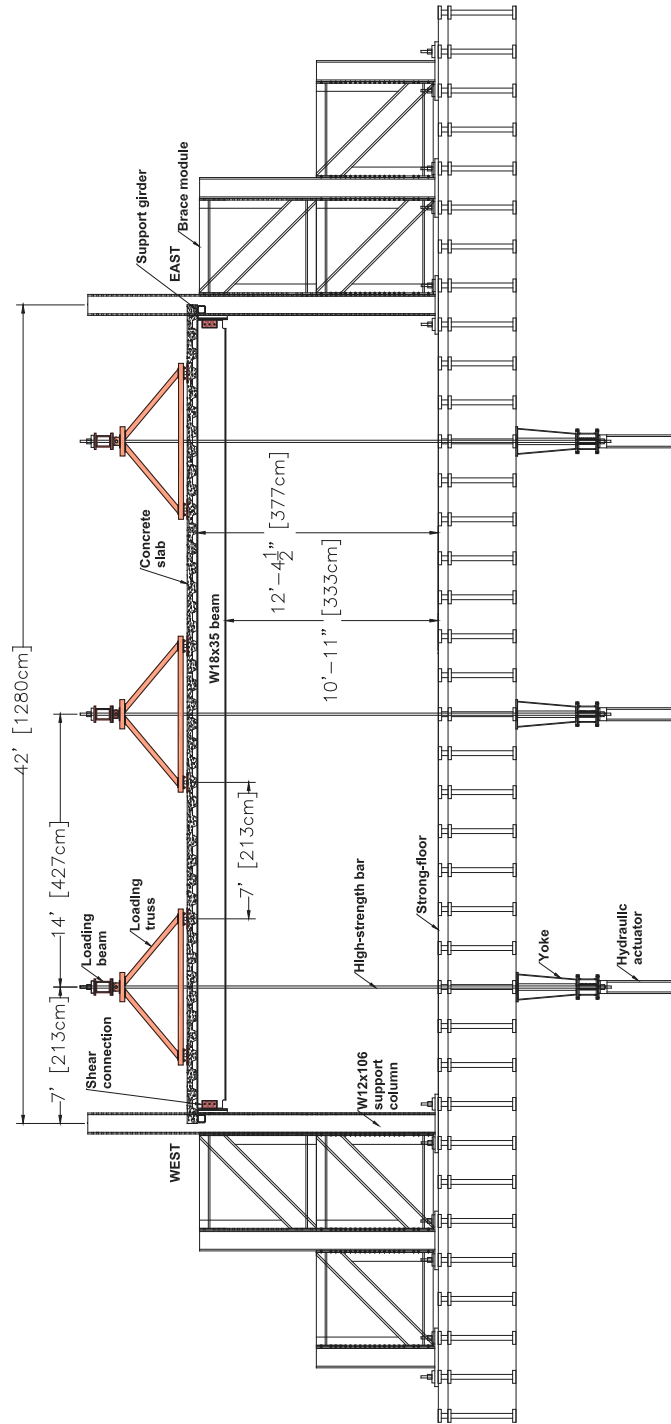 42' [1280cm]
7' [213cm]
14' [427cm]
Loading
beam
Loading
truss
Shear
connection
Concrete
slab
Support girder
EAST
Brace module
WEST
W18x35 beam
7' [213cm]
12'-4½" [377cm]
10'-11" [333cm]
W12x106
support
column
High-strength bar
Strong-floor
Yoke
Hydraulic
actuator